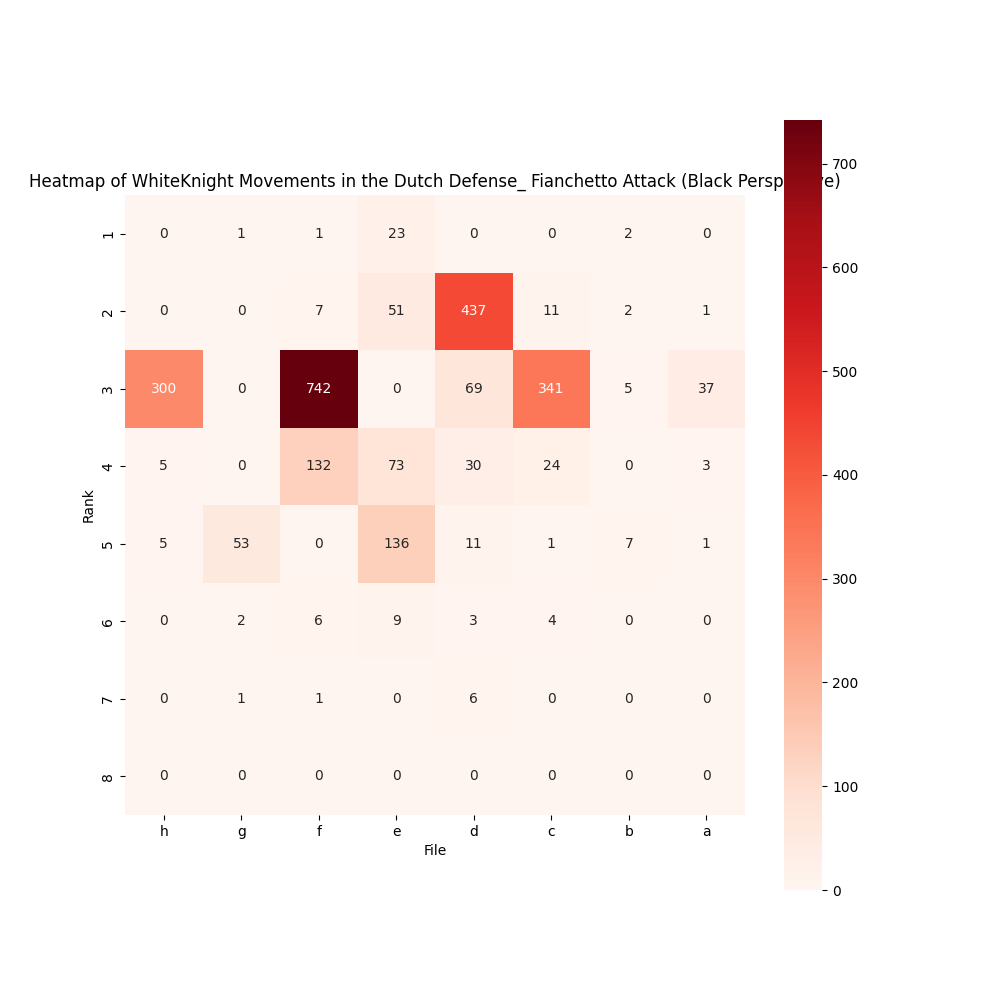 Heatmap of WhiteKnight Movements in the Dutch Defense_ Fianchetto Attack (Black Persp e)
1 0 1 1 23 0 0 2 0
2 0 0 7 51 437 11 2 1
3 300 0 742 0 69 341 5 37
4 5 0 132 73 30 24 0 3
5 5 53 0 136 11 1 7 1
6 0 2 6 9 3 4 0 0
7 0 1 1 0 6 0 0 0
8 0 0 0 0 0 0 0 0
h g f e d c b a
File
Rank
700
600
500
400
300
200
100
0